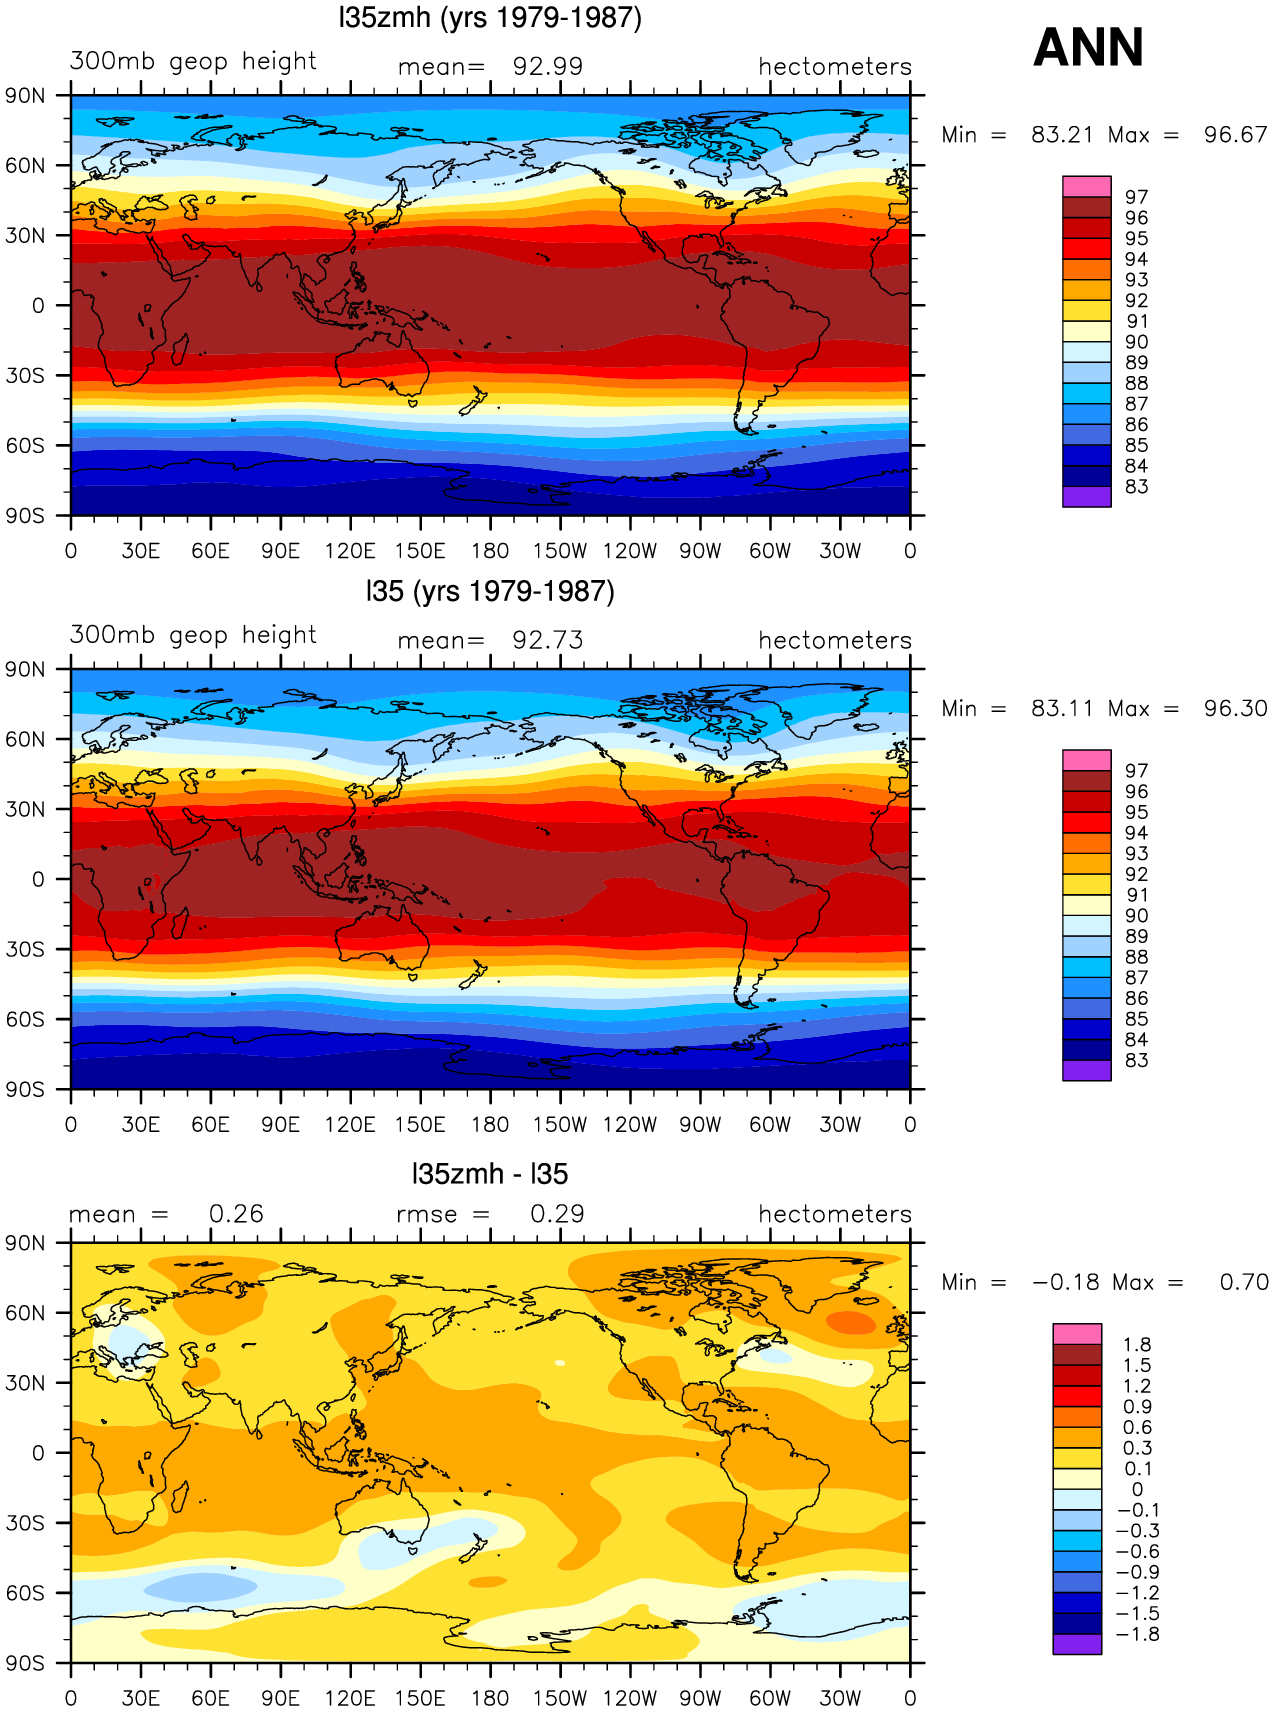 l35zmh (yrs 1979-1987)
ANN
300mb geop height mean= 92.99 hectometers
Min = 83.21 Max = 96.67
90N
60N
30N
0
30S
60S
90S
0 30E 60E 90E 120E 150E 180 150W 120W 90W 60W 30W 0
97
96
95
94
93
92
91
90
89
88
87
86
85
84
83
l35 (yrs 1979-1987)
300mb geop height mean= 92.73 hectometers
Min = 83.11 Max = 96.30
90N
60N
30N
0
30S
60S
90S
0 30E 60E 90E 120E 150E 180 150W 120W 90W 60W 30W 0
97
96
95
94
93
92
91
90
89
88
87
86
85
84
83
l35zmh - l35
mean = 0.26 rmse = 0.29 hectometers
Min = -0.18 Max = 0.70
90N
60N
30N
0
30S
60S
90S
0 30E 60E 90E 120E 150E 180 150W 120W 90W 60W 30W 0
1.8
1.5
1.2
0.9
0.6
0.3
0.1
0
-0.1
-0.3
-0.6
-0.9
-1.2
-1.5
-1.8